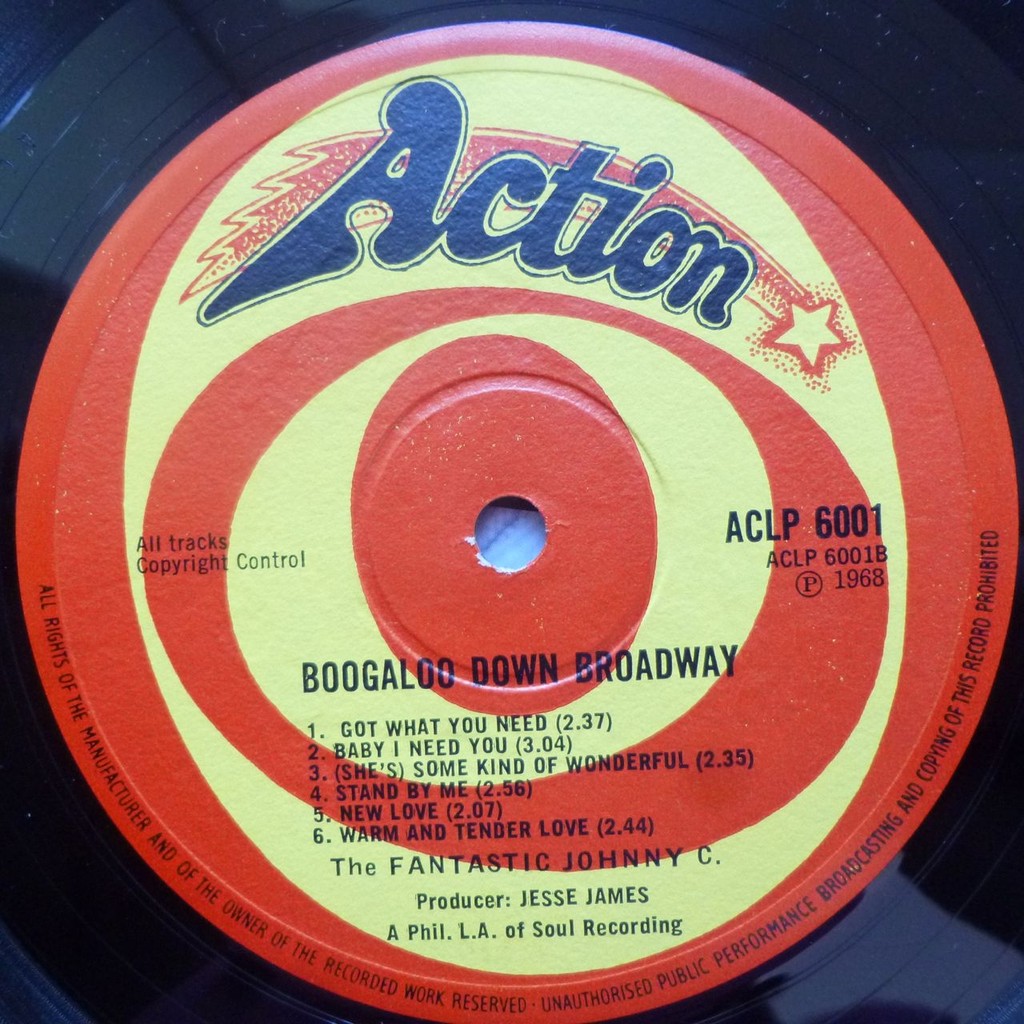 Action
All tracks
Copyright Control
ACLP 6001
ACLP 6001B
Ⓟ 1968
BOOGALOO DOWN BROADWAY
1. GOT WHAT YOU NEED (2.37)
2. BABY I NEED YOU (3.04)
3. (SHE'S) SOME KIND OF WONDERFUL (2.35)
4. STAND BY ME (2.56)
5. NEW LOVE (2.07)
6. WARM AND TENDER LOVE (2.44)
The FANTASTIC JOHNNY C.
Producer: JESSE JAMES
A Phil. L.A. of Soul Recording
ALL RIGHTS OF THE MANUFACTURER AND OF THE OWNER OF THE RECORDED WORK RESERVED · UNAUTHORISED PUBLIC PERFORMANCE BROADCASTING AND COPYING OF THIS RECORD PROHIBITED